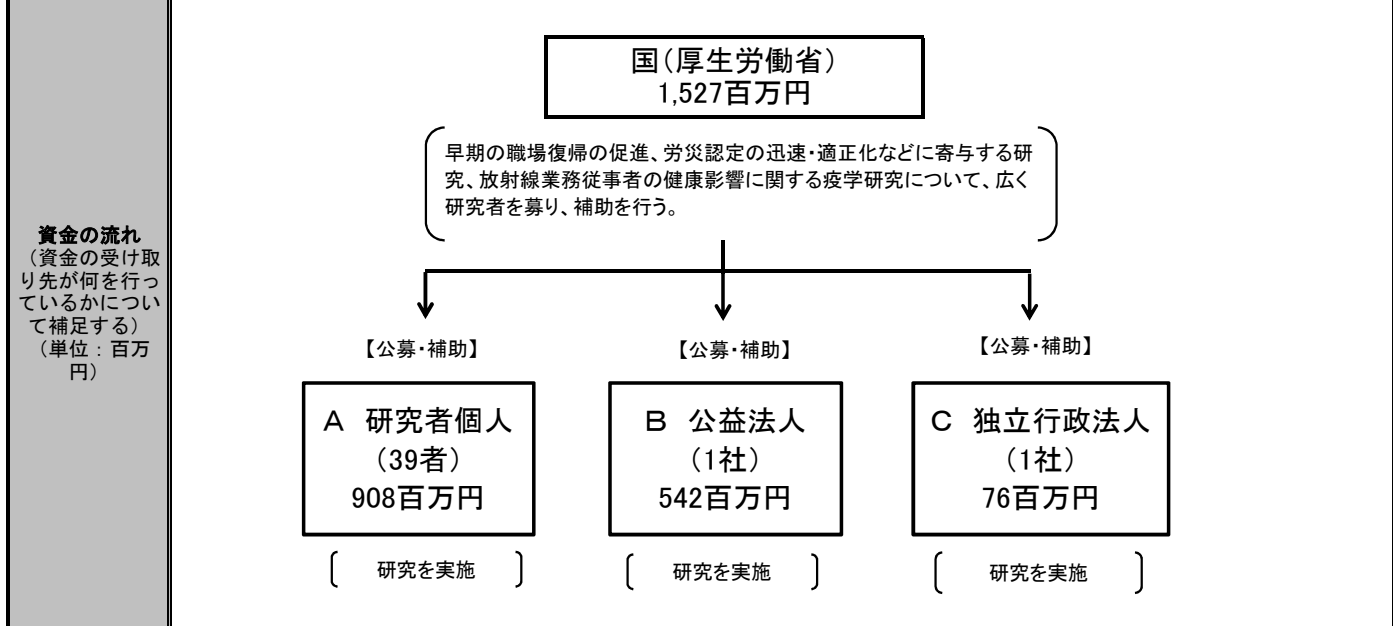 資金の流れ
（資金の受け取
り先が何を行っ
ているかについ
て補足する）
（単位：百万
円）
国（厚生労働省）
1,527百万円
早期の職場復帰の促進、労災認定の迅速・適正化などに寄与する研
究、放射線業務従事者の健康影響に関する疫学研究について、広く
研究者を募り、補助を行う。
【公募・補助】
【公募・補助】
【公募・補助】
Ａ　研究者個人
（39者）
908百万円
Ｂ　公益法人
（1社）
542百万円
Ｃ　独立行政法人
（1社）
76百万円
研究を実施
研究を実施
研究を実施